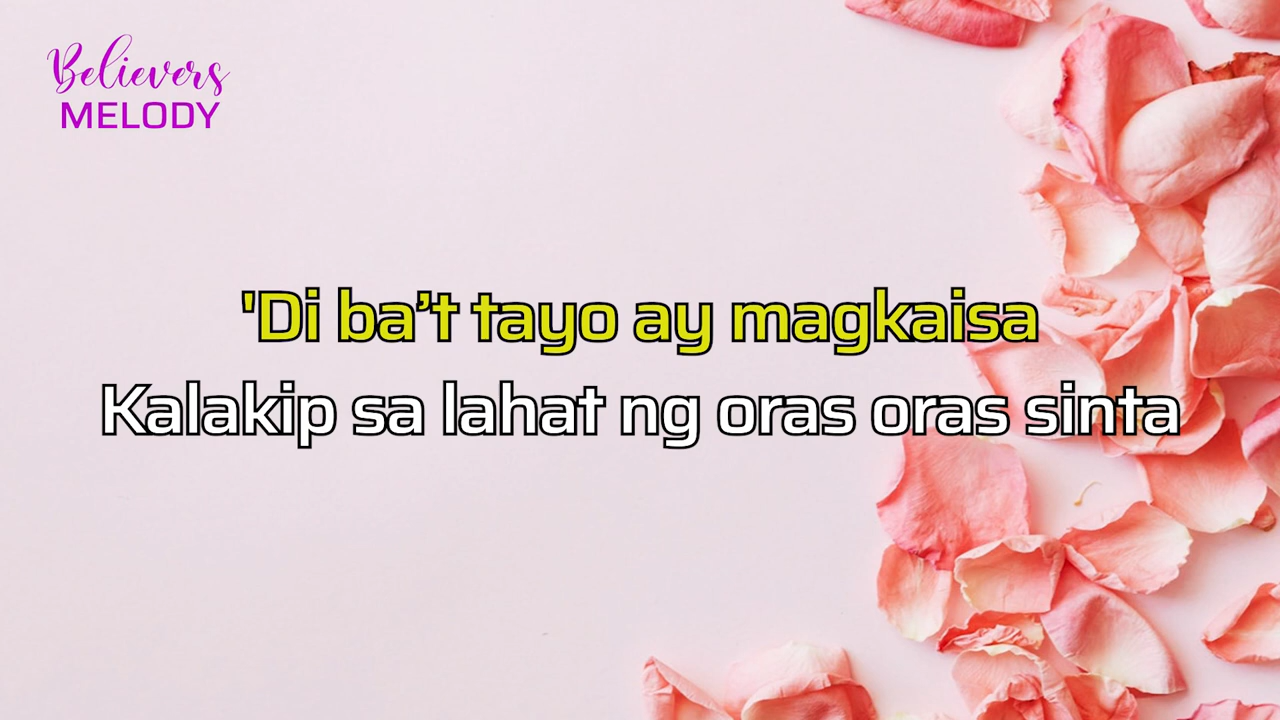 Believers
MELODY
'Di ba’t tayo ay magkaisa
Kalakip sa lahat ng oras oras sinta